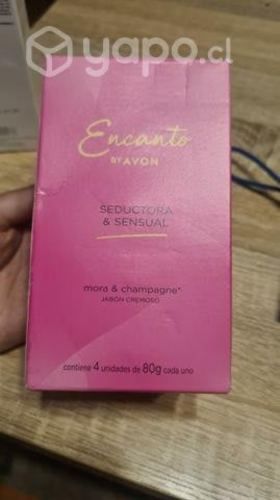 yapo.cl
Encanto
BY AVON
SEDUCTORA
& SENSUAL
mora & champagne*
JABÓN CREMOSO
contiene 4 unidades de 80g cada uno